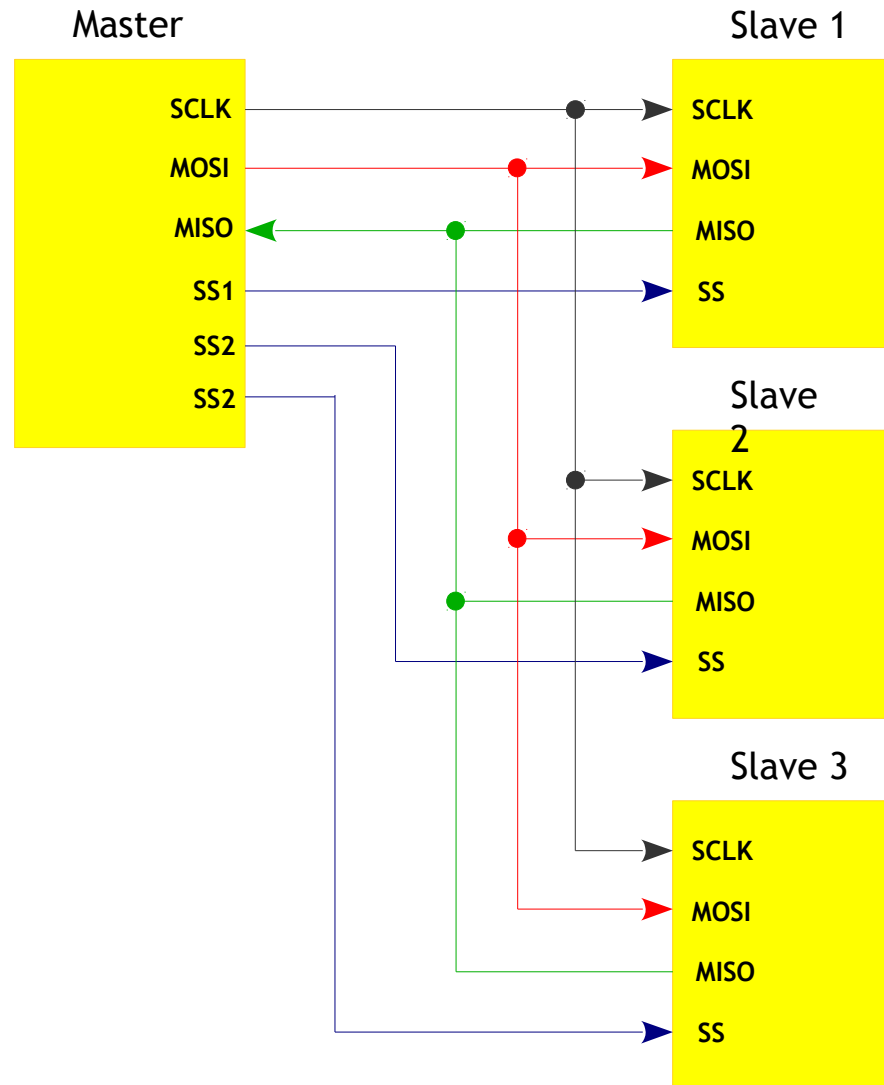 Master
SCLK
MOSI
MISO
SS1
SS2
SS2
Slave 1
SCLK
MOSI
MISO
SS
Slave
2
SCLK
MOSI
MISO
SS
Slave 3
SCLK
MOSI
MISO
SS